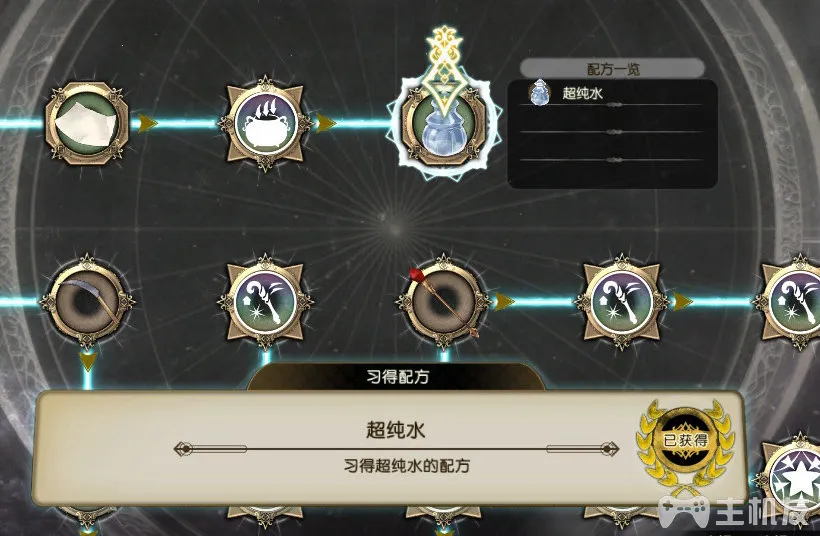 配方一览
超纯水
习得配方
超纯水
习得超纯水的配方
已获得
主机废